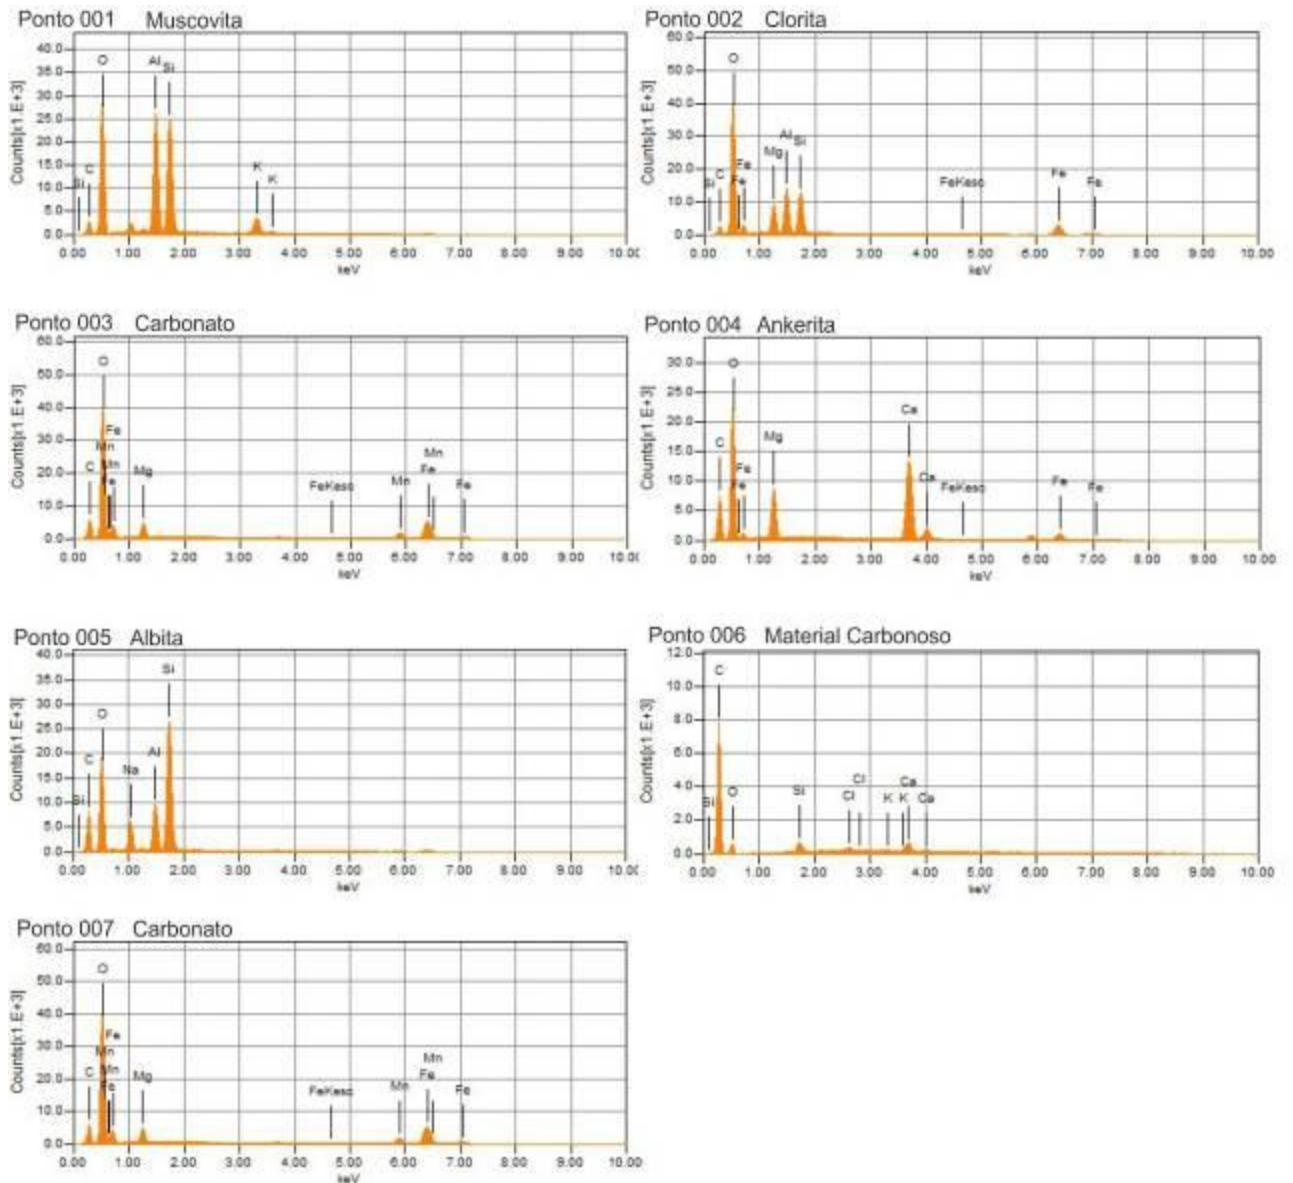 Ponto 001 Muscovita
Counts[x1.E+3]
40.0
35.0
30.0
25.0
20.0
15.0
10.0
5.0
0.0
O
Al
Si
C
Si
K
K
0.00 1.00 2.00 3.00 4.00 5.00 6.00 7.00 8.00 9.00 10.00
keV
Ponto 002 Clorita
Counts[x1.E+3]
60.0
50.0
40.0
30.0
20.0
10.0
0.0
O
Al
Si
Mg
Fe
C
Fe
Si
FeKesc
Fe
Fe
0.00 1.00 2.00 3.00 4.00 5.00 6.00 7.00 8.00 9.00 10.00
keV
Ponto 003 Carbonato
Counts[x1.E+3]
60.0
50.0
40.0
30.0
20.0
10.0
0.0
O
Fe
Mn
C
Mn
Mg
Fe
FeKesc
Mn
Mn
Fe
Fe
0.00 1.00 2.00 3.00 4.00 5.00 6.00 7.00 8.00 9.00 10.00
keV
Ponto 004 Ankerita
Counts[x1.E+3]
30.0
25.0
20.0
15.0
10.0
5.0
0.0
O
Ca
C
Mg
Fe
Fe
Ca
FeKesc
Fe
Fe
0.00 1.00 2.00 3.00 4.00 5.00 6.00 7.00 8.00 9.00 10.00
keV
Ponto 005 Albita
Counts[x1.E+3]
40.0
35.0
30.0
25.0
20.0
15.0
10.0
5.0
0.0
Si
O
C
Na
Al
Si
0.00 1.00 2.00 3.00 4.00 5.00 6.00 7.00 8.00 9.00 10.00
keV
Ponto 006 Material Carbonoso
Counts[x1.E+3]
12.0
10.0
8.0
6.0
4.0
2.0
0.0
C
Si
O
Si
Cl
Cl
K
K
Ca
Ca
0.00 1.00 2.00 3.00 4.00 5.00 6.00 7.00 8.00 9.00 10.00
keV
Ponto 007 Carbonato
Counts[x1.E+3]
60.0
50.0
40.0
30.0
20.0
10.0
0.0
O
Fe
Mn
C
Mn
Mg
Fe
FeKesc
Mn
Mn
Fe
Fe
0.00 1.00 2.00 3.00 4.00 5.00 6.00 7.00 8.00 9.00 10.00
keV